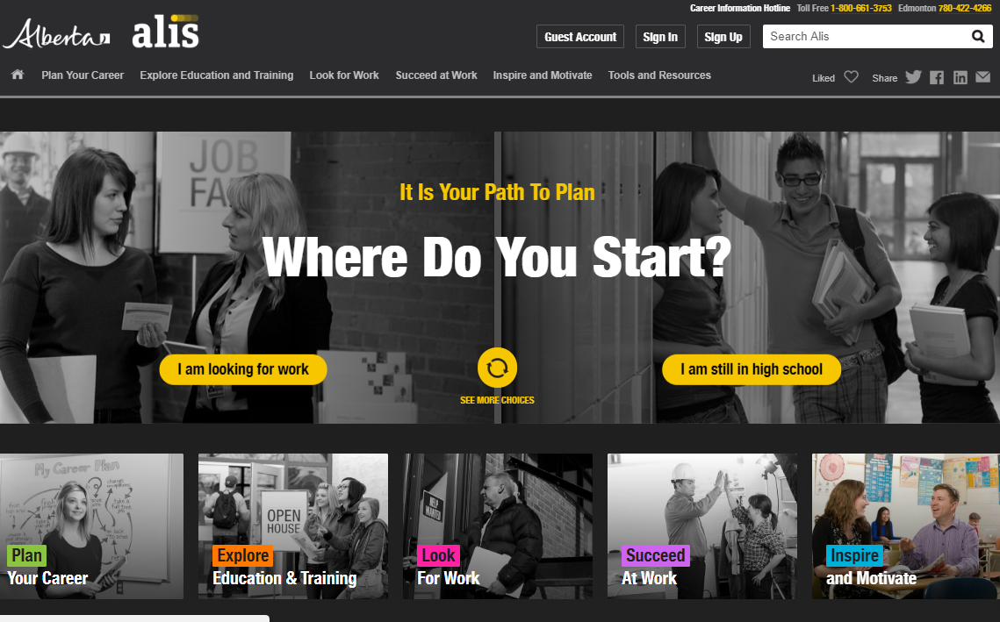 Career Information Hotline Toll Free 1-800-661-3753 Edmonton 780-422-4266
Alberta alis
Guest Account Sign In Sign Up Search Alis
Plan Your Career Explore Education and Training Look for Work Succeed at Work Inspire and Motivate Tools and Resources Liked Share
JOB
FA
It Is Your Path To Plan
Where Do You Start?
I am looking for work
I am still in high school
SEE MORE CHOICES
My Career Plan
OPEN
HOUSE
HELP
WANTED
Plan
Your Career
Explore
Education & Training
Look
For Work
Succeed
At Work
Inspire
and Motivate